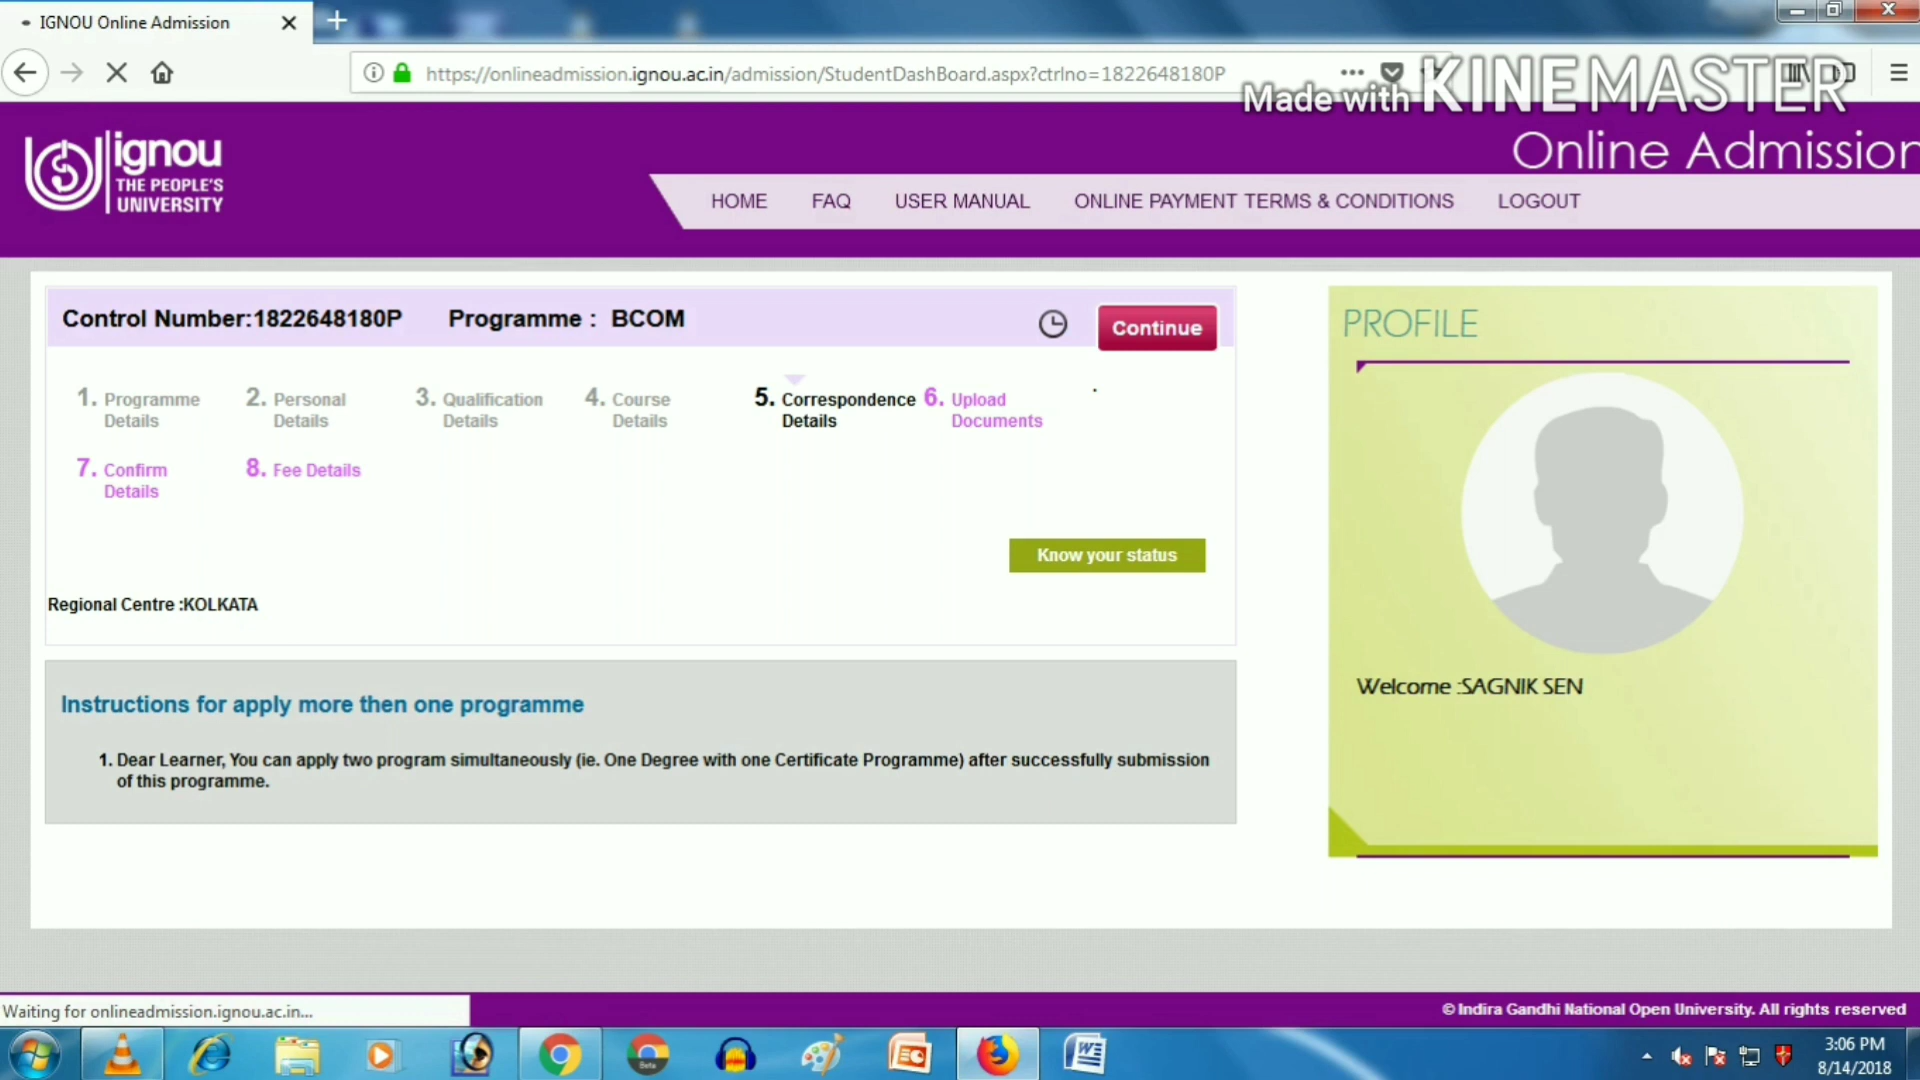 IGNOU Online Admission
https://onlineadmission.ignou.ac.in/admission/StudentDashBoard.aspx?ctrlno=1822648180P
Made with KINEMASTER
ignou
THE PEOPLE'S
UNIVERSITY
Online Admission
HOME FAQ USER MANUAL ONLINE PAYMENT TERMS & CONDITIONS LOGOUT
Control Number:1822648180P Programme : BCOM
Continue
1. Programme Details
2. Personal Details
3. Qualification Details
4. Course Details
5. Correspondence Details
6. Upload Documents
7. Confirm Details
8. Fee Details
Know your status
Regional Centre :KOLKATA
Instructions for apply more then one programme
1. Dear Learner, You can apply two program simultaneously (ie. One Degree with one Certificate Programme) after successfully submission
of this programme.
PROFILE
Welcome :SAGNIK SEN
Waiting for onlineadmission.ignou.ac.in...
© Indira Gandhi National Open University. All rights reserved
Beta
3:06 PM
8/14/2018